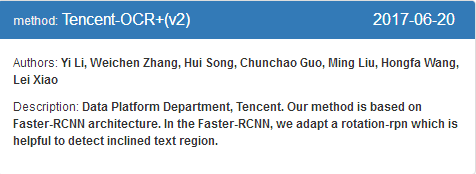 method: Tencent-OCR+(v2) 2017-06-20
Authors: Yi Li, Weichen Zhang, Hui Song, Chunchao Guo, Ming Liu, Hongfa Wang,
Lei Xiao
Description: Data Platform Department, Tencent. Our method is based on
Faster-RCNN architecture. In the Faster-RCNN, we adapt a rotation-rpn which is
helpful to detect inclined text region.